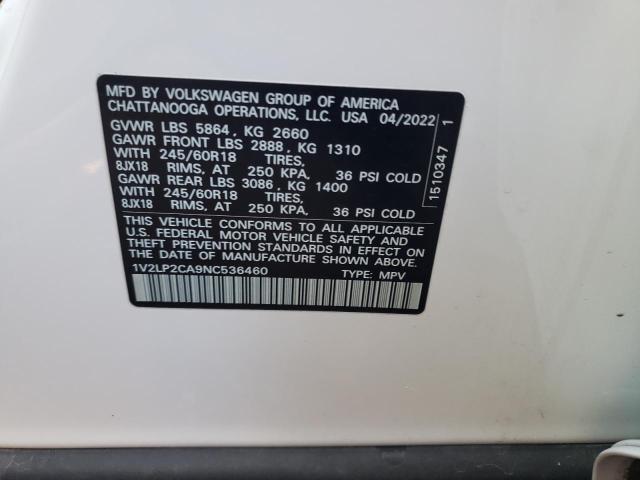 MFD BY VOLKSWAGEN GROUP OF AMERICA
CHATTANOOGA OPERATIONS, LLC. USA 04/2022
GVWR LBS 5864, KG 2660
GAWR FRONT LBS 2888, KG 1310
WITH 245/60R18 TIRES,
8JX18 RIMS, AT 250 KPA, 36 PSI COLD
GAWR REAR LBS 3086, KG 1400
WITH 245/60R18 TIRES,
8JX18 RIMS, AT 250 KPA, 36 PSI COLD
THIS VEHICLE CONFORMS TO ALL APPLICABLE
U.S. FEDERAL MOTOR VEHICLE SAFETY AND
THEFT PREVENTION STANDARDS IN EFFECT ON
THE DATE OF MANUFACTURE SHOWN ABOVE.
1V2LP2CA9NC536460 TYPE: MPV
1510347 1